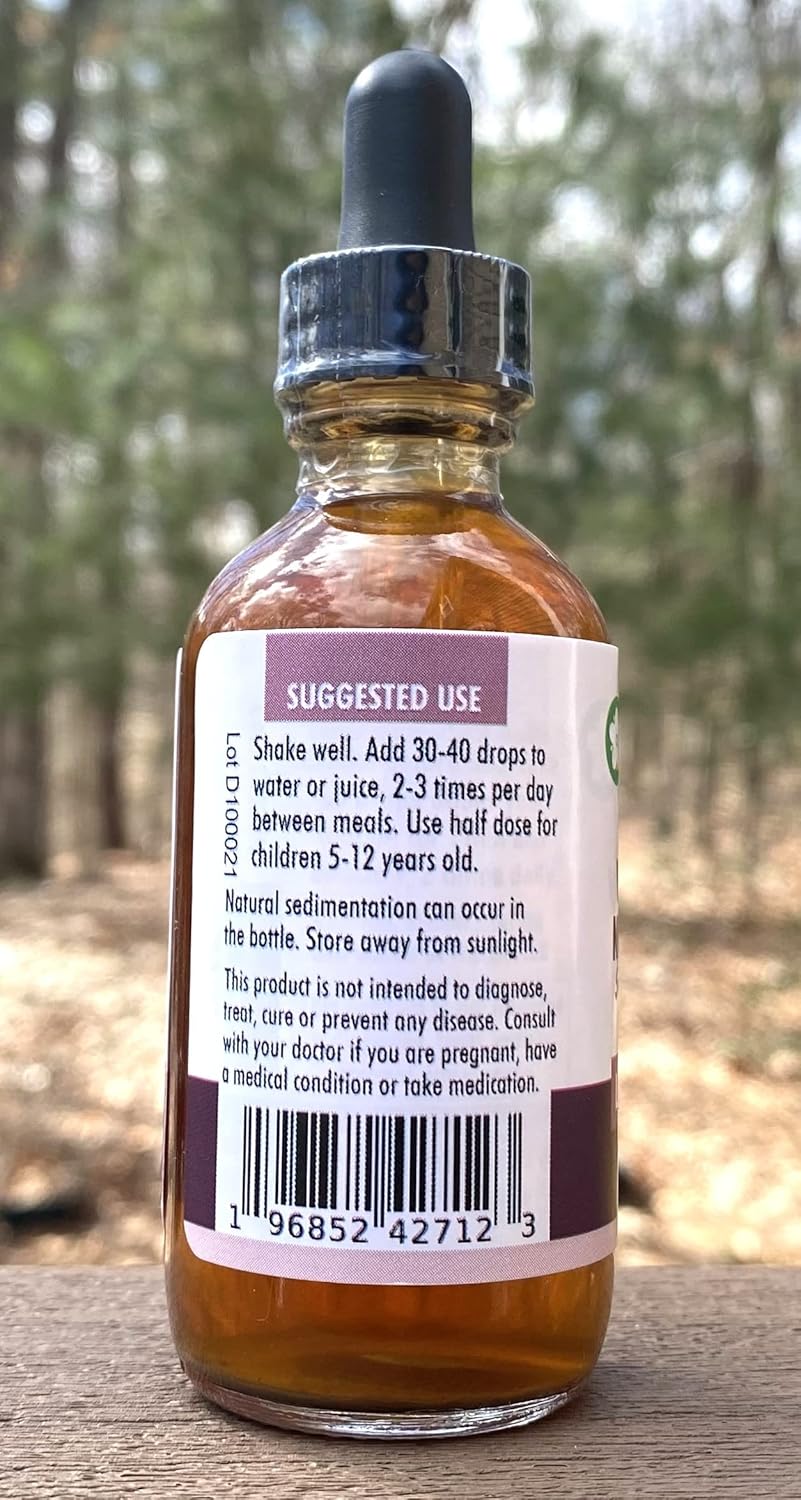 SUGGESTED USE
Lot D100021
Shake well. Add 30-40 drops to
water or juice, 2-3 times per day
between meals. Use half dose for
children 5-12 years old.
Natural sedimentation can occur in
the bottle. Store away from sunlight.
This product is not intended to diagnose,
treat, cure or prevent any disease. Consult
with your doctor if you are pregnant, have
a medical condition or take medication.
1 96852 42712 3